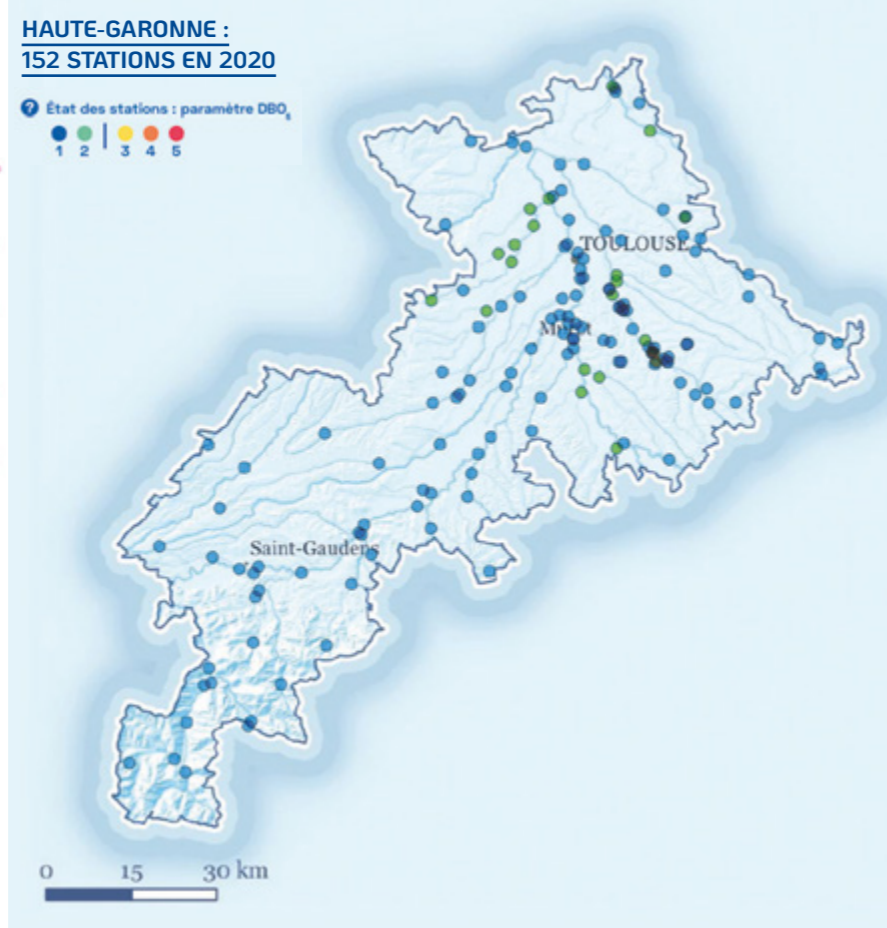 HAUTE-GARONNE :
152 STATIONS EN 2020
? État des stations : paramètre DBO5
1 2 3 4 5
TOULOUSE
Muret
Saint-Gaudens
0 15 30 km